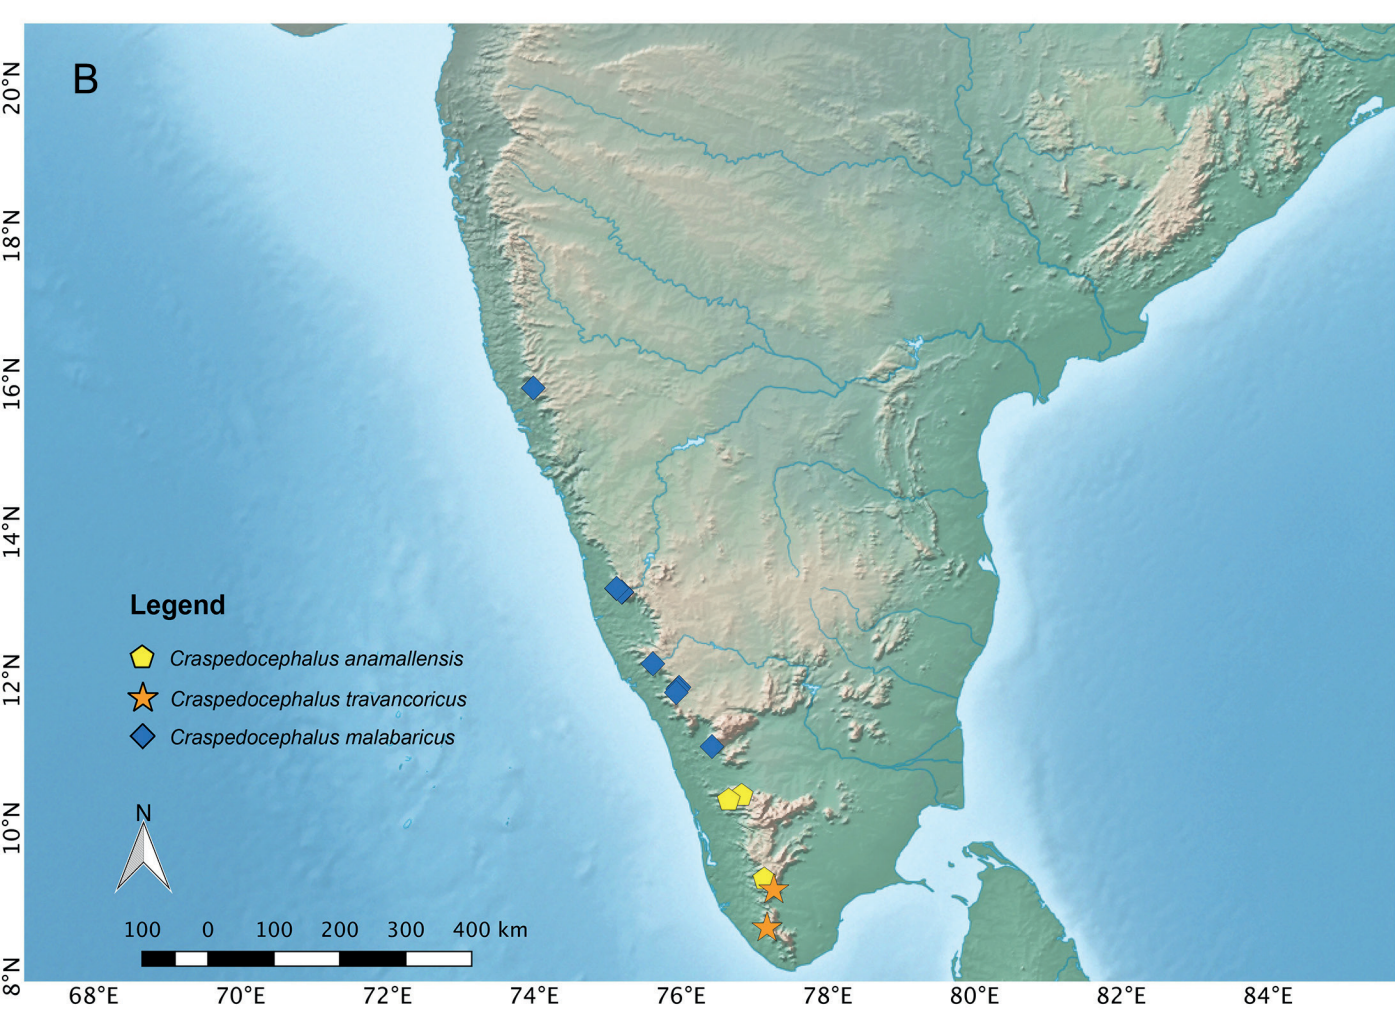 B
20°N
18°N
16°N
14°N
12°N
10°N
8°N
Legend
Craspedocephalus anamallensis
Craspedocephalus travancoricus
Craspedocephalus malabaricus
N
100 0 100 200 300 400 km
68°E 70°E 72°E 74°E 76°E 78°E 80°E 82°E 84°E